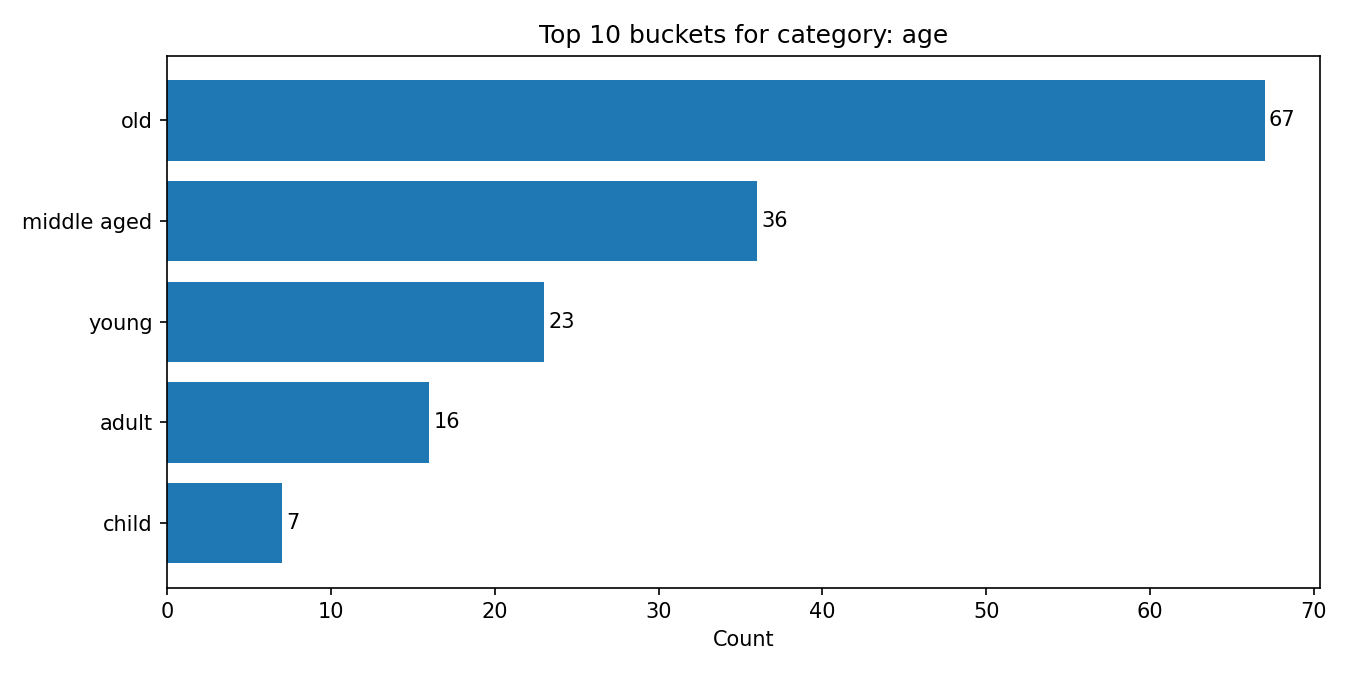 Top 10 buckets for category: age
old
67
middle aged
36
young
23
adult
16
child
7
0 10 20 30 40 50 60 70
Count